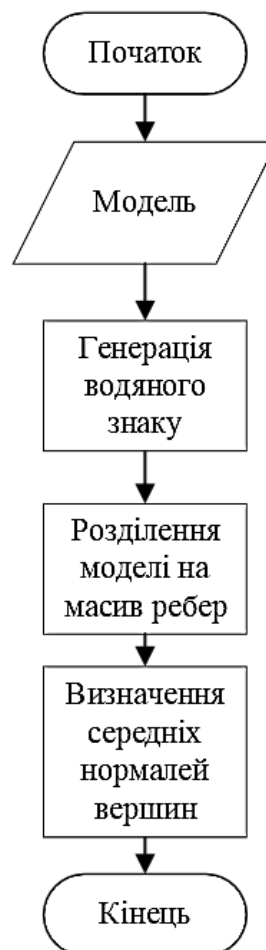 Початок
Модель
Генерація
водяного
знаку
Розділення
моделі на
масив ребер
Визначення
середніх
нормалей
вершин
Кінець